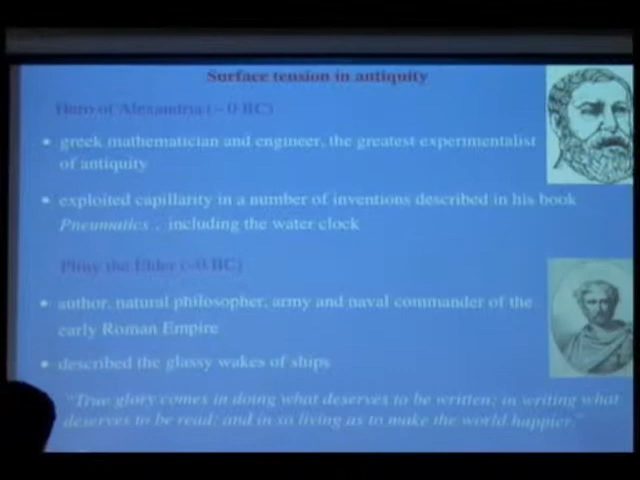 Surface tension in antiquity
Hero of Alexandria (~ 0 BC)
• greek mathematician and engineer, the greatest experimentalist
of antiquity
• exploited capillarity in a number of inventions described in his book
Pneumatics , including the water clock
Pliny the Elder (~0 BC)
• author, natural philosopher, army and naval commander of the
early Roman Empire
• described the glassy wakes of ships
"True glory comes in doing what deserves to be written; in writing what
deserves to be read; and in so living as to make the world happier."